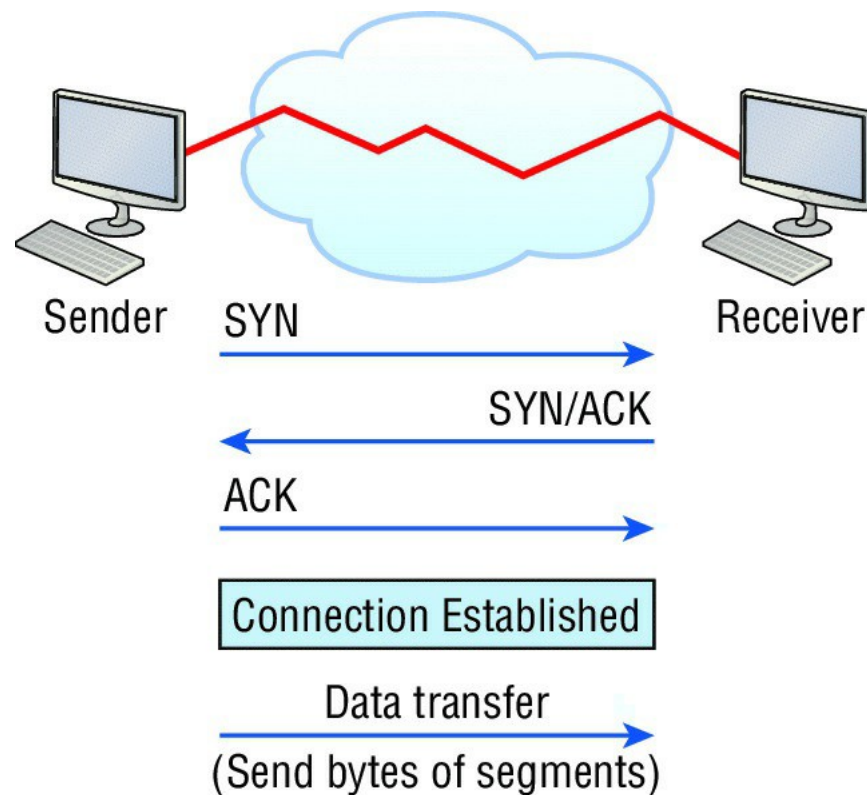 Sender
Receiver
SYN
SYN/ACK
ACK
Connection Established
Data transfer
(Send bytes of segments)